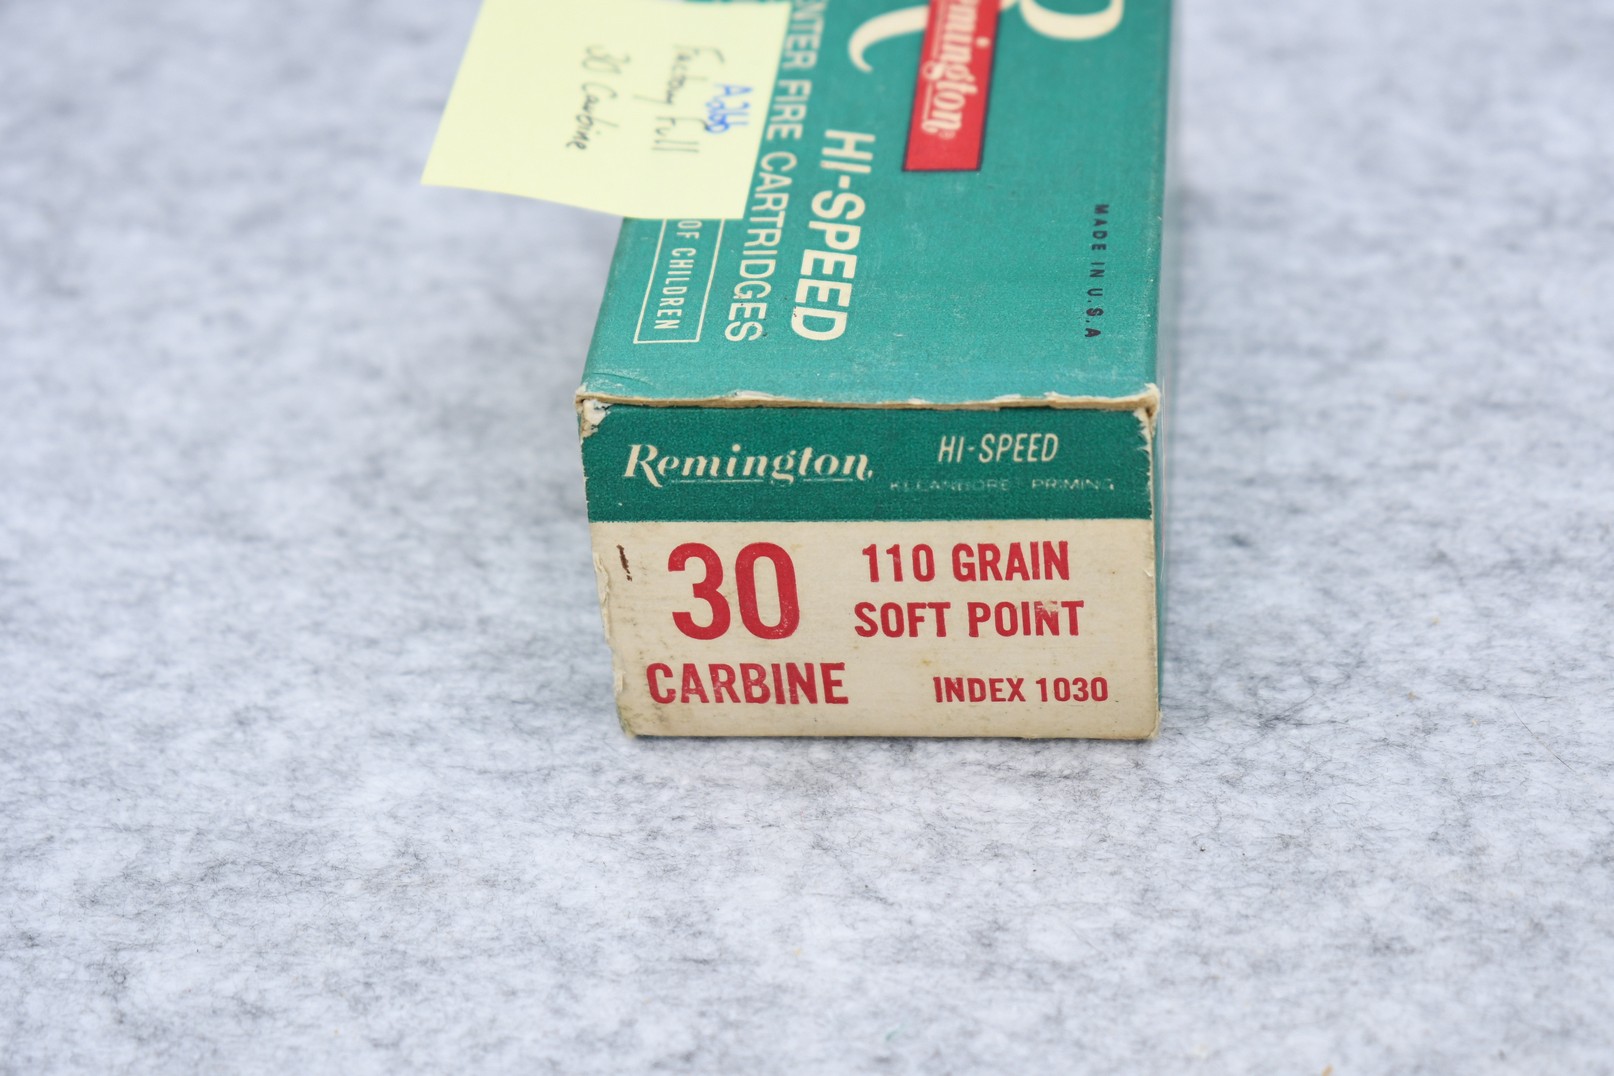 A266
Factory Full
30 Carbine
R
Remington®
HI-SPEED
CENTER FIRE CARTRIDGES
OF CHILDREN
MADE IN U.S.A
Remington,
HI-SPEED
KLEANBORE PRIMING
30
CARBINE
110 GRAIN
SOFT POINT
INDEX 1030